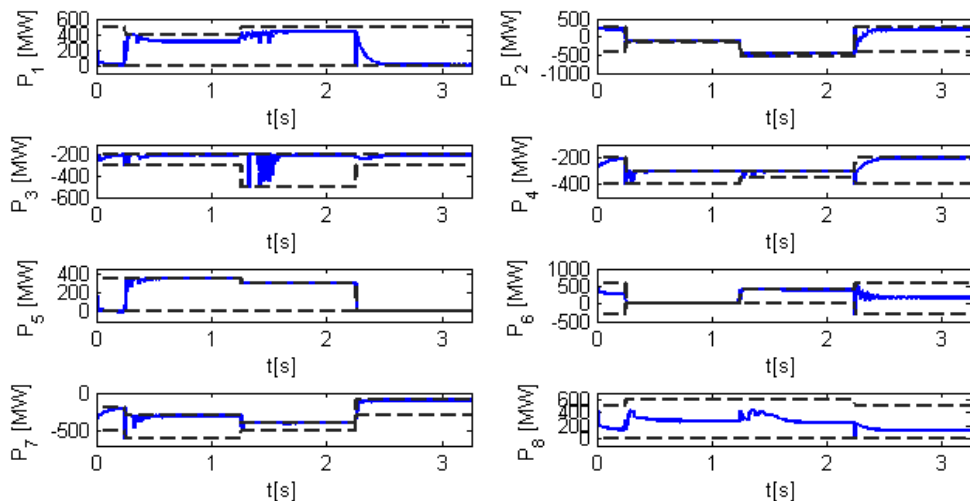 600
400
200
0
P1 [MW]
0 1 2 3
t[s]
500
0
-500
-1000
P2 [MW]
0 1 2 3
t[s]
-200
-400
-600
P3 [MW]
0 1 2 3
t[s]
-200
-400
P4 [MW]
0 1 2 3
t[s]
400
200
0
P5 [MW]
0 1 2 3
t[s]
1000
500
0
-500
P6 [MW]
0 1 2 3
t[s]
0
-500
P7 [MW]
0 1 2 3
t[s]
600
400
200
0
P8 [MW]
0 1 2 3
t[s]